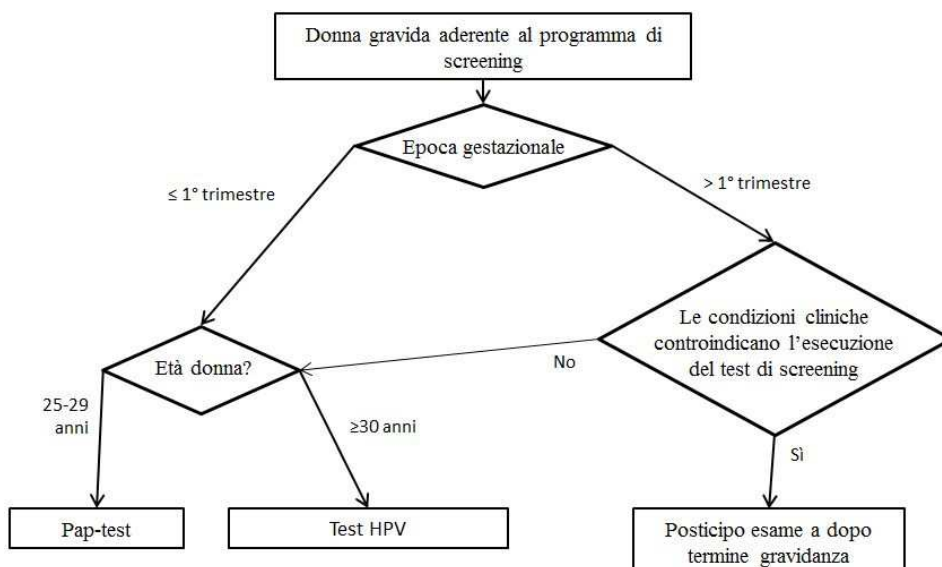 Donna gravida aderente al programma di
screening
Epoca gestazionale
≤ 1° trimestre
> 1° trimestre
Le condizioni cliniche
controindicano l'esecuzione
del test di screening
Età donna?
No
25-29
anni
≥30 anni
Sì
Pap-test
Test HPV
Posticipo esame a dopo
termine gravidanza